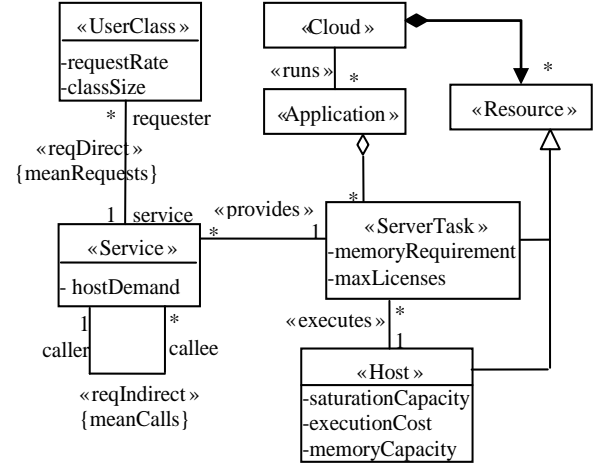 «UserClass»
-requestRate
-classSize
«Cloud»
«runs»
*
*
«Application»
«Resource»
* requester
«reqDirect»
{meanRequests}
1 service
«provides»
*
*
1
«Service»
- hostDemand
«ServerTask»
-memoryRequirement
-maxLicenses
1
*
caller
callee
«executes»
*
1
«reqIndirect»
{meanCalls}
«Host»
-saturationCapacity
-executionCost
-memoryCapacity